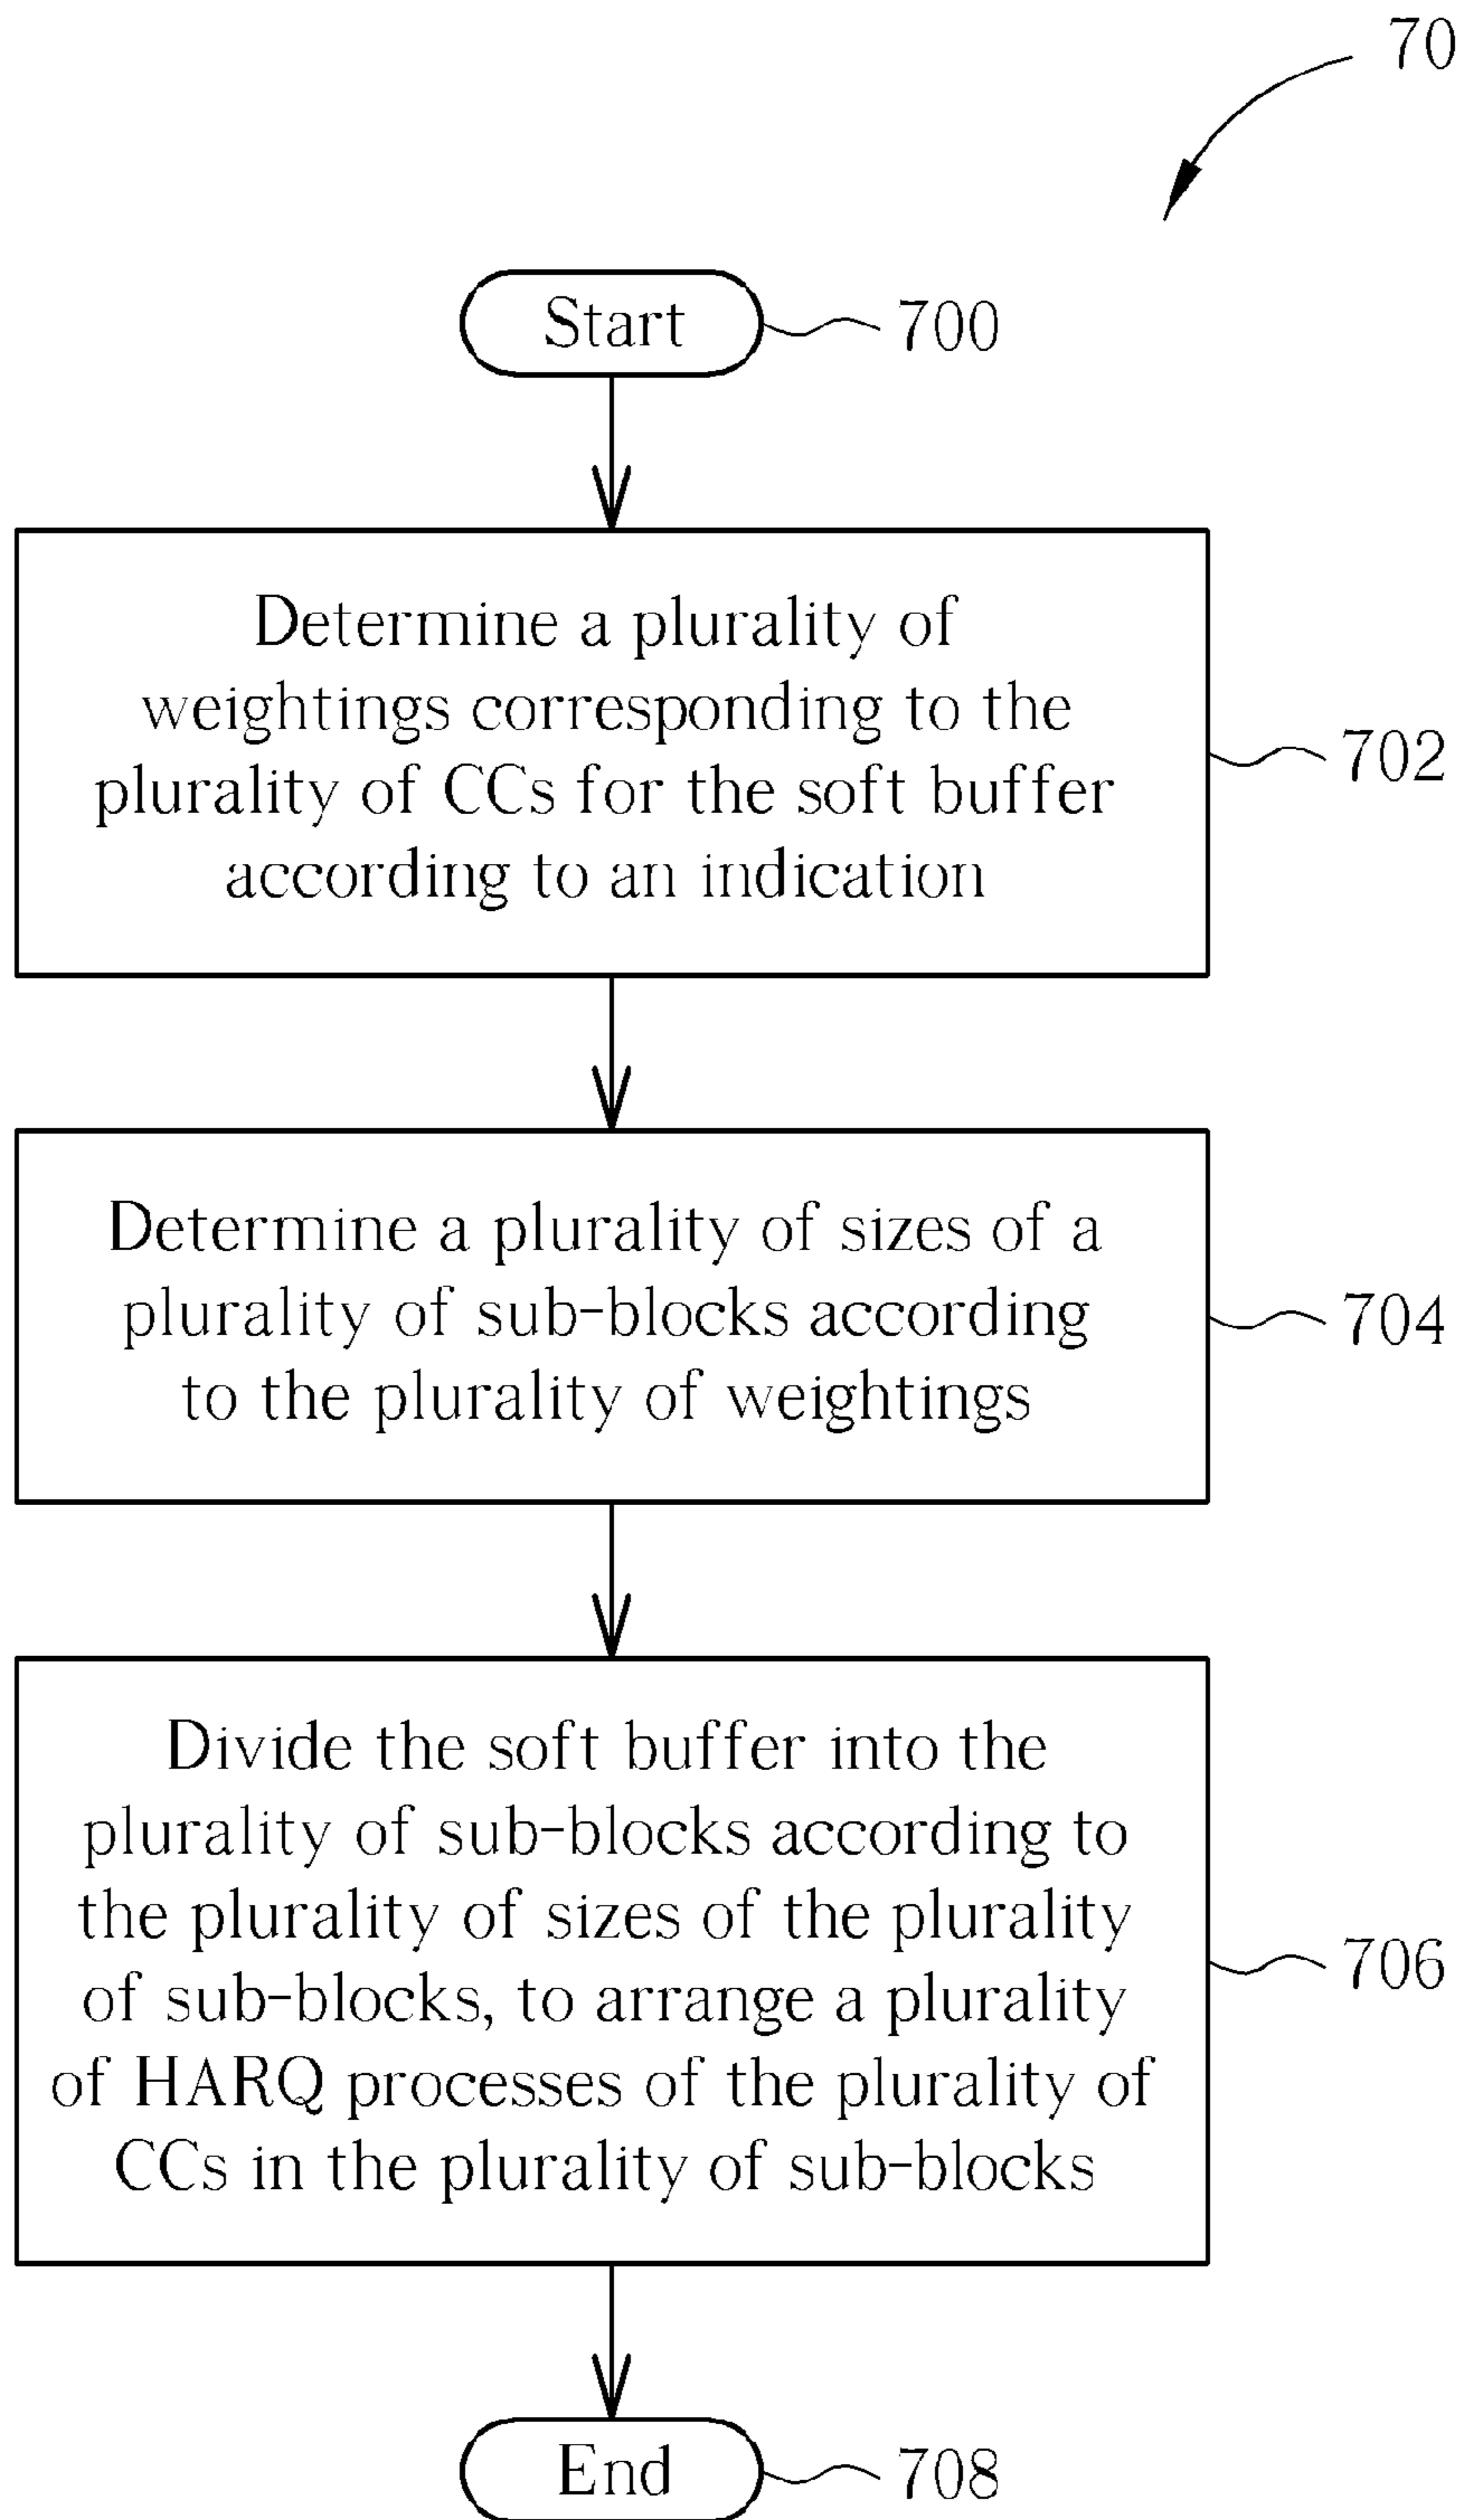 70
Start
700
Determine a plurality of
weightings corresponding to the
plurality of CCs for the soft buffer
according to an indication
702
Determine a plurality of sizes of a
plurality of sub-blocks according
to the plurality of weightings
704
Divide the soft buffer into the
plurality of sub-blocks according to
the plurality of sizes of the plurality
of sub-blocks, to arrange a plurality
of HARQ processes of the plurality of
CCs in the plurality of sub-blocks
706
End
708